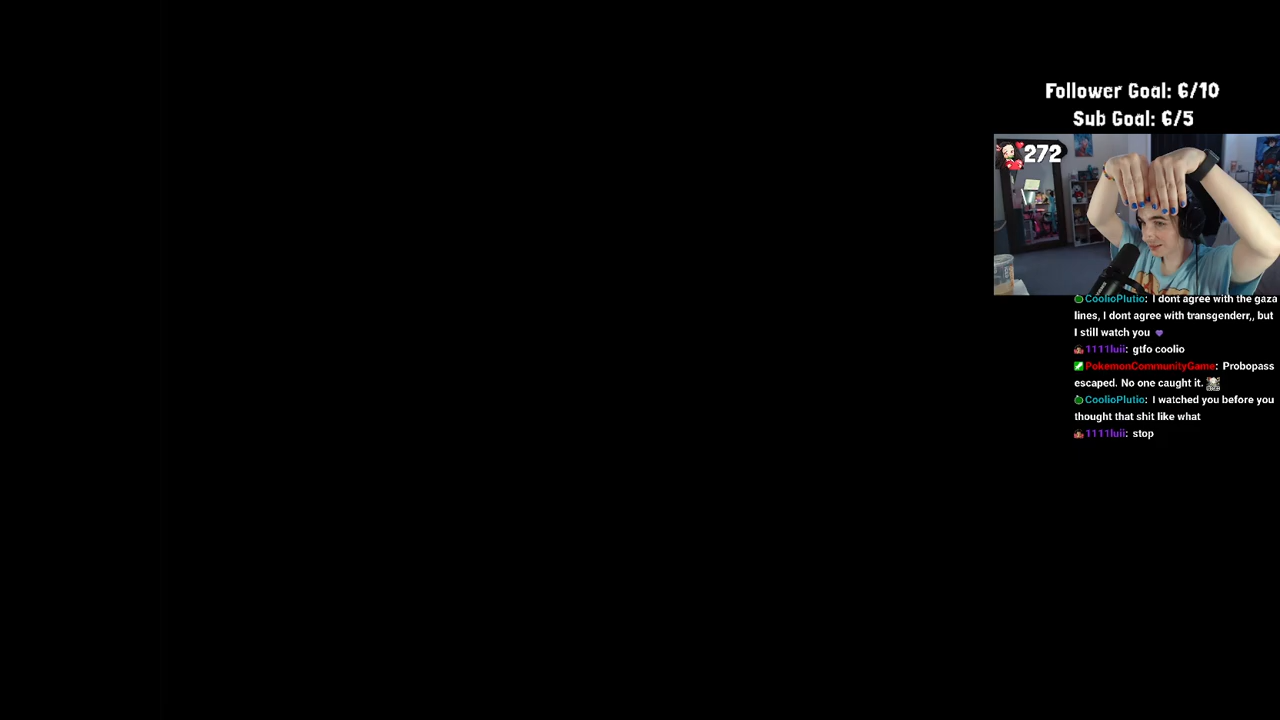 Follower Goal: 6/10
Sub Goal: 6/5
272
CoolioPlutio: I dont agree with the gaza
lines, I dont agree with transgenderr,, but
I still watch you
1111luii: gtfo coolio
PokemonCommunityGame: Probopass
escaped. No one caught it.
CoolioPlutio: I watched you before you
thought that shit like what
1111luii: stop